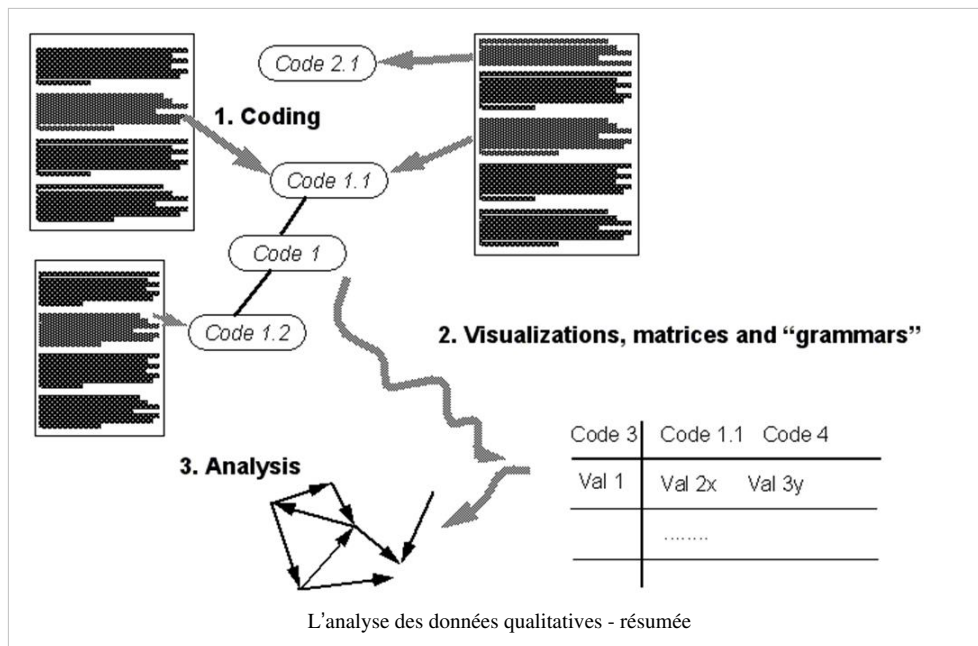 Code 2.1
1. Coding
Code 1.1
Code 1
Code 1.2
2. Visualizations, matrices and “grammars”
Code 3 Code 1.1 Code 4
Val 1 Val 2x Val 3y
........
3. Analysis
L'analyse des données qualitatives - résumée